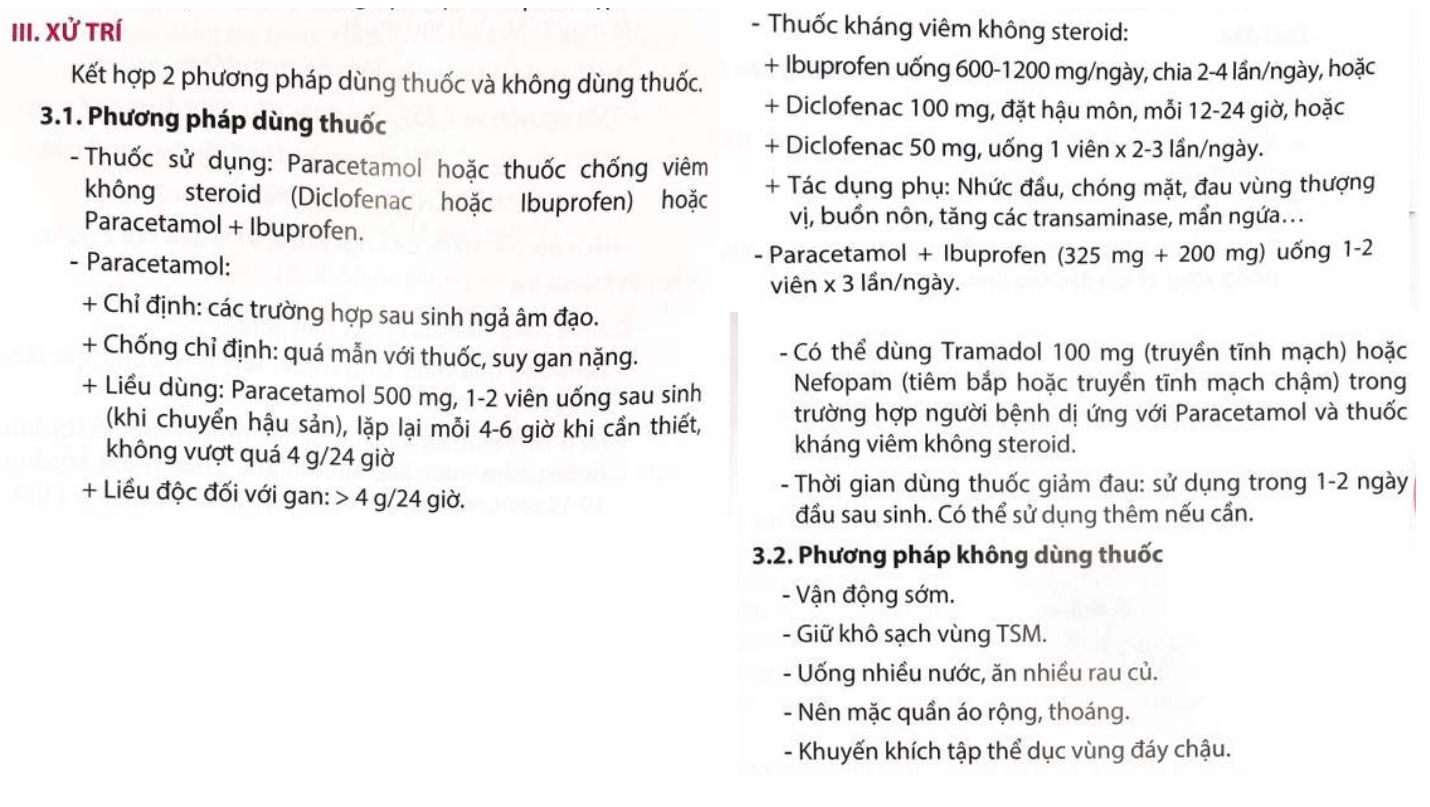 III. XỬ TRÍ
Kết hợp 2 phương pháp dùng thuốc và không dùng thuốc.
3.1. Phương pháp dùng thuốc
- Thuốc sử dụng: Paracetamol hoặc thuốc chống viêm
không steroid (Diclofenac hoặc Ibuprofen) hoặc
Paracetamol + Ibuprofen.
- Paracetamol:
+ Chỉ định: các trường hợp sau sinh ngả âm đạo.
+ Chống chỉ định: quá mẫn với thuốc, suy gan nặng.
+ Liều dùng: Paracetamol 500 mg, 1-2 viên uống sau sinh
(khi chuyển hậu sản), lặp lại mỗi 4-6 giờ khi cần thiết,
không vượt quá 4 g/24 giờ
+ Liều độc đối với gan: > 4 g/24 giờ.
- Thuốc kháng viêm không steroid:
+ Ibuprofen uống 600-1200 mg/ngày, chia 2-4 lần/ngày, hoặc
+ Diclofenac 100 mg, đặt hậu môn, mỗi 12-24 giờ, hoặc
+ Diclofenac 50 mg, uống 1 viên x 2-3 lần/ngày.
+ Tác dụng phụ: Nhức đầu, chóng mặt, đau vùng thượng
vị, buồn nôn, tăng các transaminase, mẩn ngứa...
- Paracetamol + Ibuprofen (325 mg + 200 mg) uống 1-2
viên x 3 lần/ngày.
- Có thể dùng Tramadol 100 mg (truyền tĩnh mạch) hoặc
Nefopam (tiêm bắp hoặc truyền tĩnh mạch chậm) trong
trường hợp người bệnh dị ứng với Paracetamol và thuốc
kháng viêm không steroid.
- Thời gian dùng thuốc giảm đau: sử dụng trong 1-2 ngày
đầu sau sinh. Có thể sử dụng thêm nếu cần.
3.2. Phương pháp không dùng thuốc
- Vận động sớm.
- Giữ khô sạch vùng TSM.
- Uống nhiều nước, ăn nhiều rau củ.
- Nên mặc quần áo rộng, thoáng.
- Khuyến khích tập thể dục vùng đáy chậu.